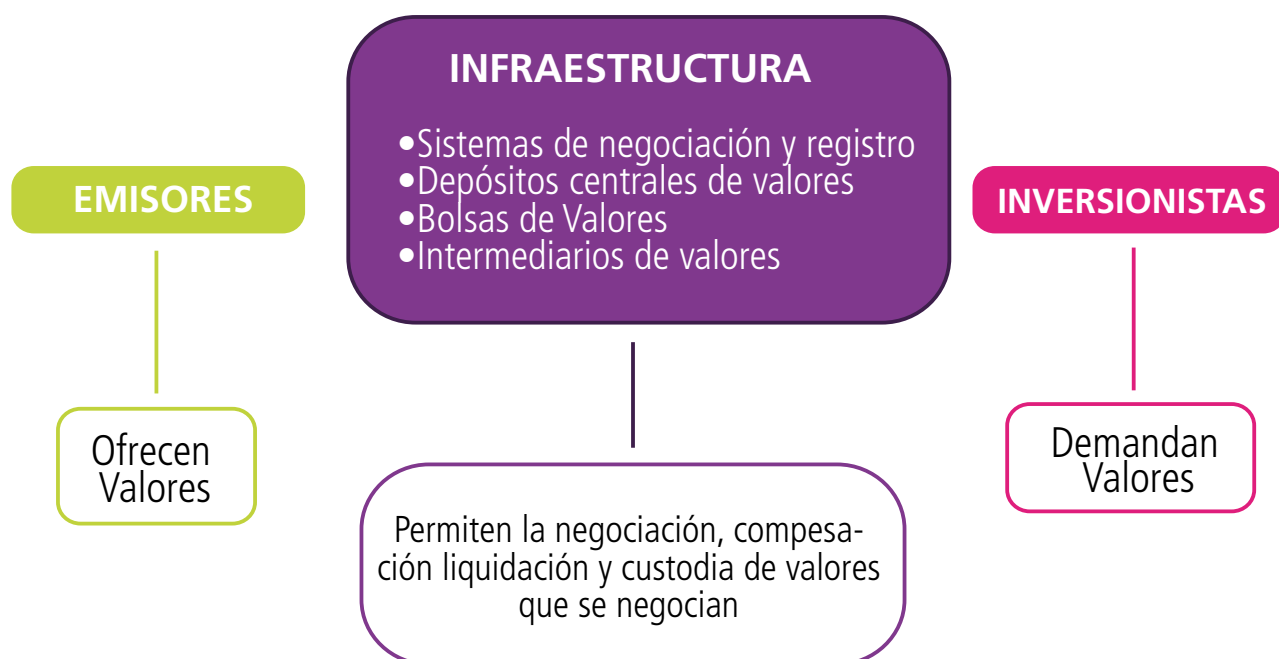 INFRAESTRUCTURA
•Sistemas de negociación y registro
•Depósitos centrales de valores
•Bolsas de Valores
•Intermediarios de valores
EMISORES
INVERSIONISTAS
Ofrecen
Valores
Demandan
Valores
Permiten la negociación, compesa-
ción liquidación y custodia de valores
que se negocian